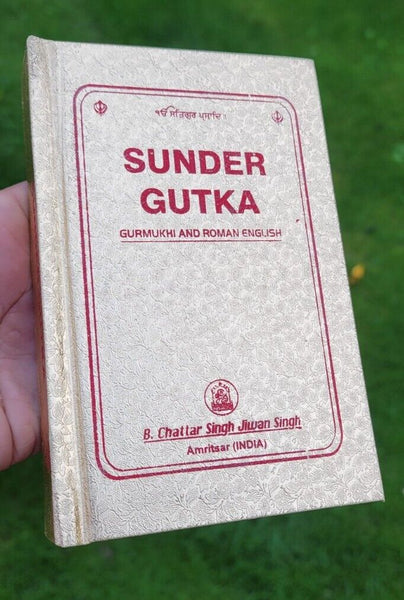 ੴ ਸਤਿਗੁਰ ਪ੍ਰਸਾਦਿ ॥
SUNDER
GUTKA
GURMUKHI AND ROMAN ENGLISH
B. Chattar Singh Jiwan Singh
Amritsar (INDIA)